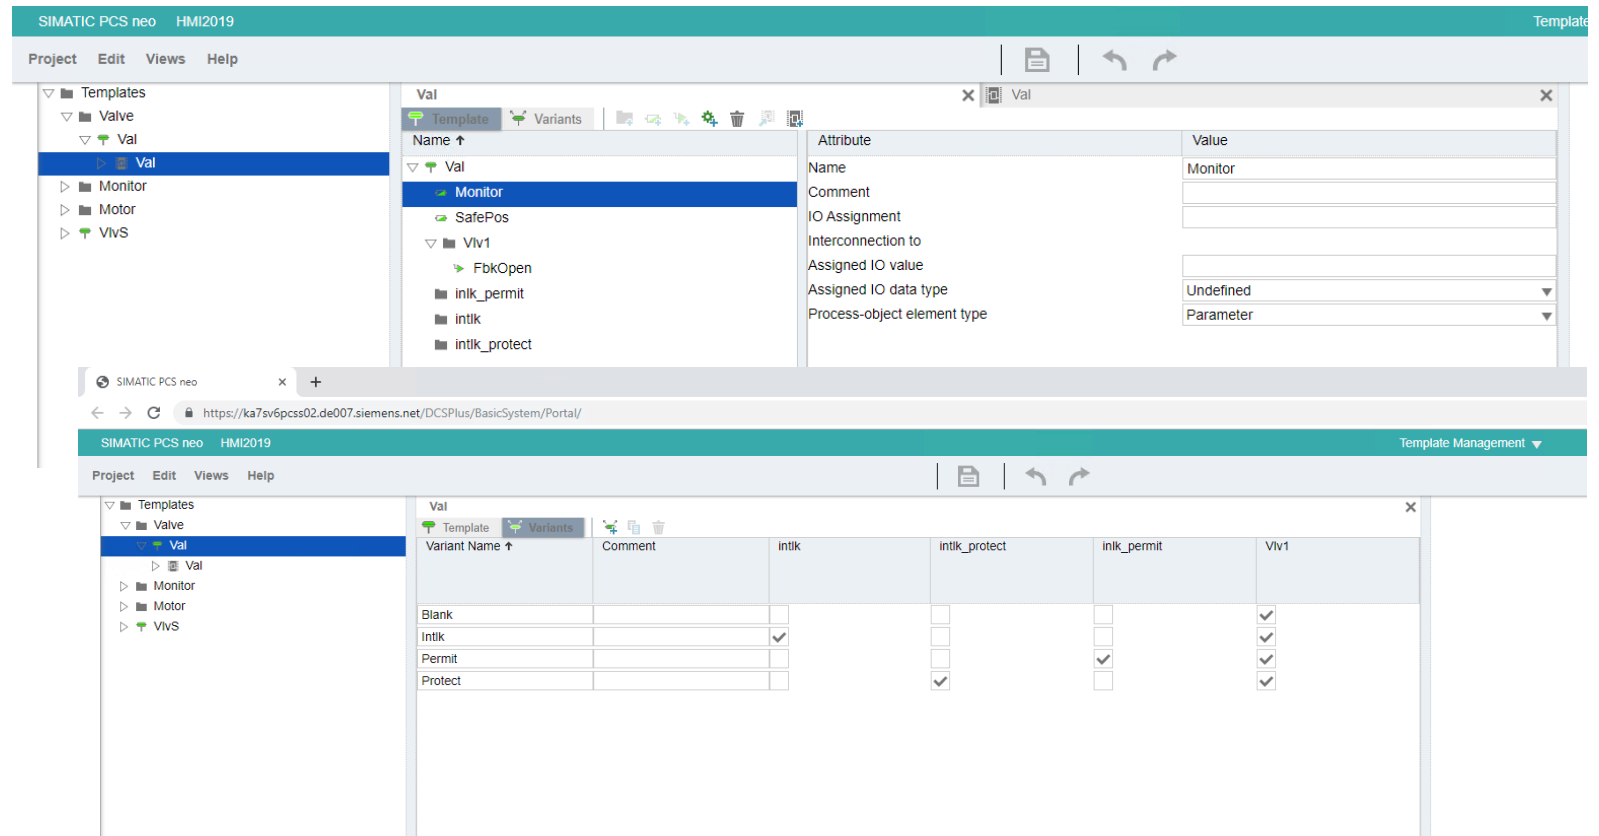 SIMATIC PCS neo HMI2019 Template
Project Edit Views Help
Templates
Valve
Val
Val
Monitor
Motor
VlvS
Val
Val
Template Variants
Name Attribute Value
Val
Monitor
SafePos
Vlv1
FbkOpen
inlk_permit
intlk
intlk_protect
Name Monitor
Comment
IO Assignment
Interconnection to
Assigned IO value
Assigned IO data type Undefined
Process-object element type Parameter
SIMATIC PCS neo
https://ka7sv6pcss02.de007.siemens.net/DCSPlus/BasicSystem/Portal/
SIMATIC PCS neo HMI2019 Template Management
Project Edit Views Help
Templates
Valve
Val
Val
Monitor
Motor
VlvS
Val
Template Variants
Variant Name Comment intlk intlk_protect inlk_permit Vlv1
Blank
Intlk
Permit
Protect